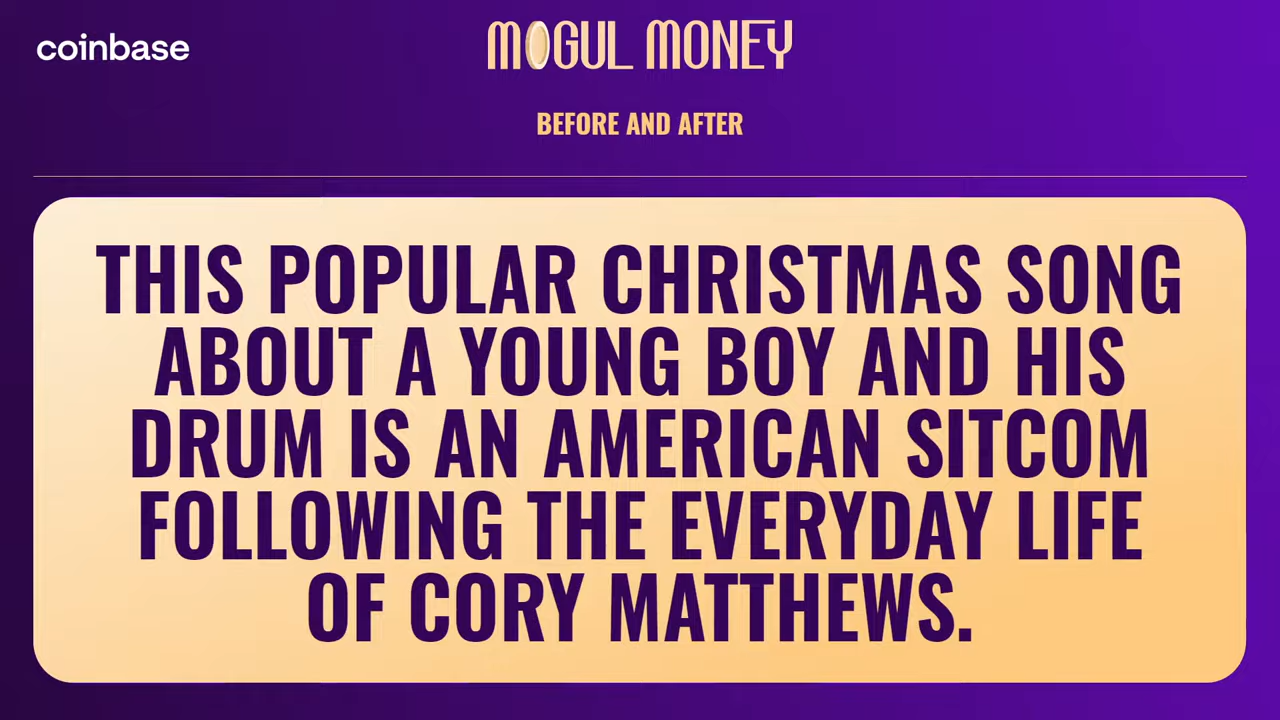 coinbase
MOGUL MONEY
BEFORE AND AFTER
THIS POPULAR CHRISTMAS SONG
ABOUT A YOUNG BOY AND HIS
DRUM IS AN AMERICAN SITCOM
FOLLOWING THE EVERYDAY LIFE
OF CORY MATTHEWS.